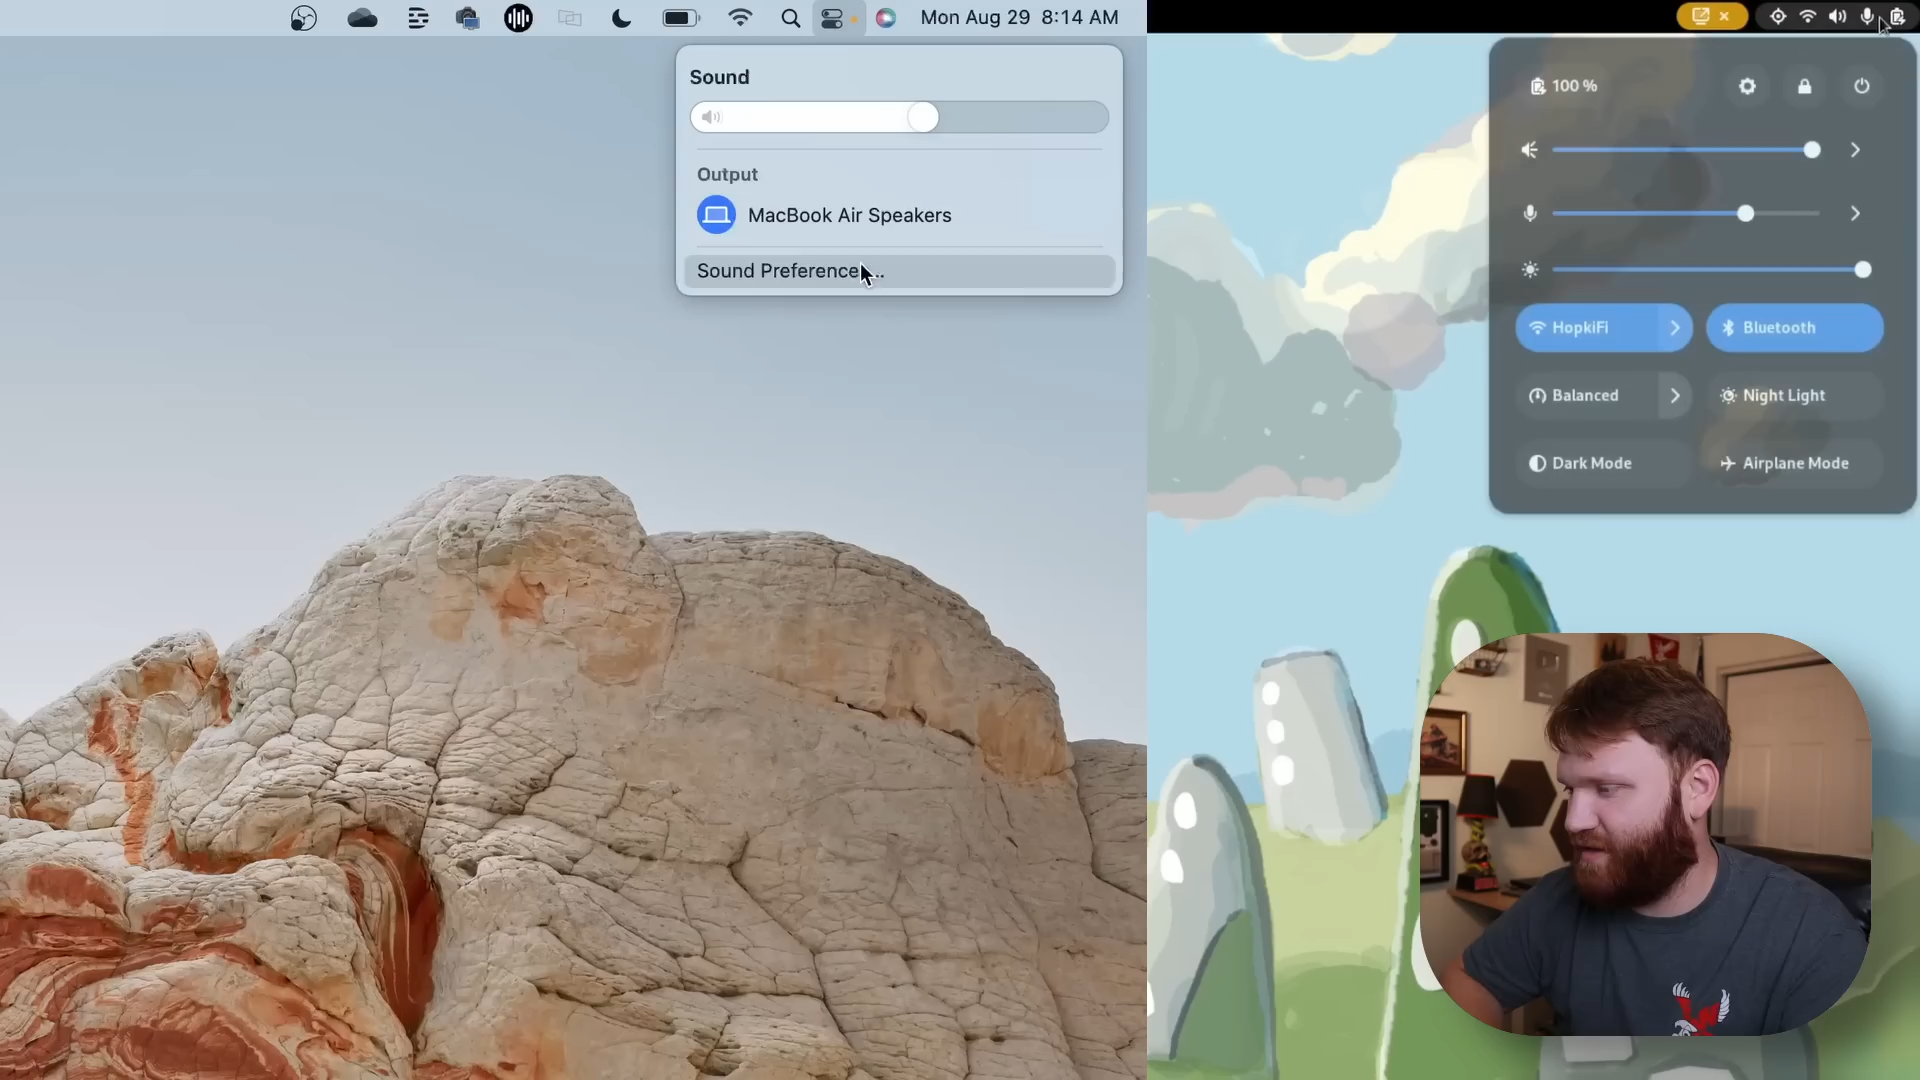 Mon Aug 29 8:14 AM
Sound
Output
MacBook Air Speakers
Sound Preference...
100 %
HopkiFi
Bluetooth
Balanced
Night Light
Dark Mode
Airplane Mode